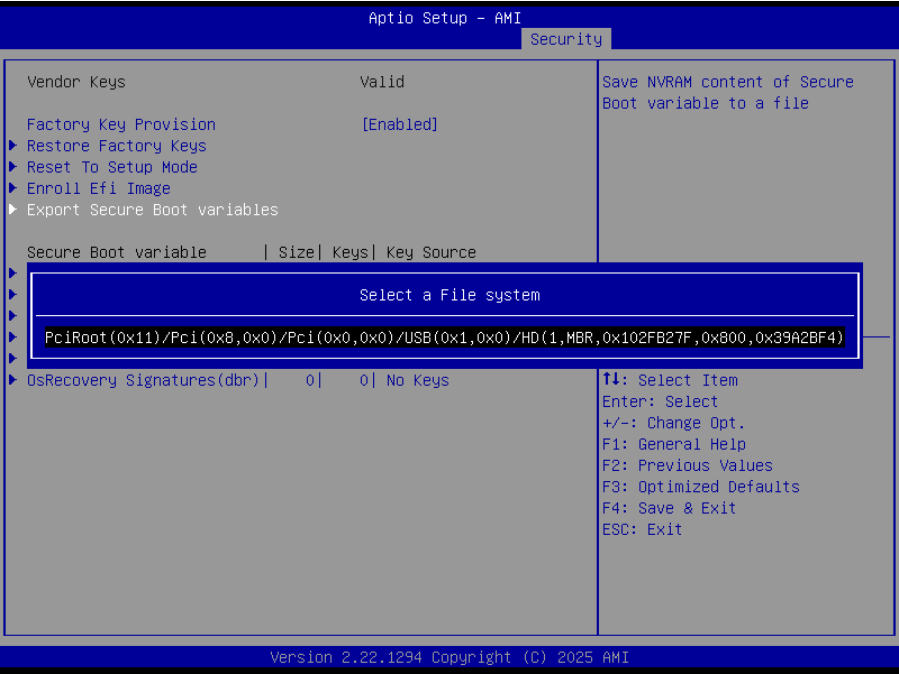 Aptio Setup – AMI
Security
Vendor Keys Valid
Factory Key Provision [Enabled]
Restore Factory Keys
Reset To Setup Mode
Enroll Efi Image
Export Secure Boot variables
Secure Boot variable | Size| Keys| Key Source
OsRecovery Signatures(dbr)| 0| 0| No Keys
Select a File system
PciRoot(0x11)/Pci(0x8,0x0)/Pci(0x0,0x0)/USB(0x1,0x0)/HD(1,MBR,0x102FB27F,0x800,0x39A2BF4)
Save NVRAM content of Secure
Boot variable to a file
↑↓: Select Item
Enter: Select
+/-: Change Opt.
F1: General Help
F2: Previous Values
F3: Optimized Defaults
F4: Save & Exit
ESC: Exit
Version 2.22.1294 Copyright (C) 2025 AMI